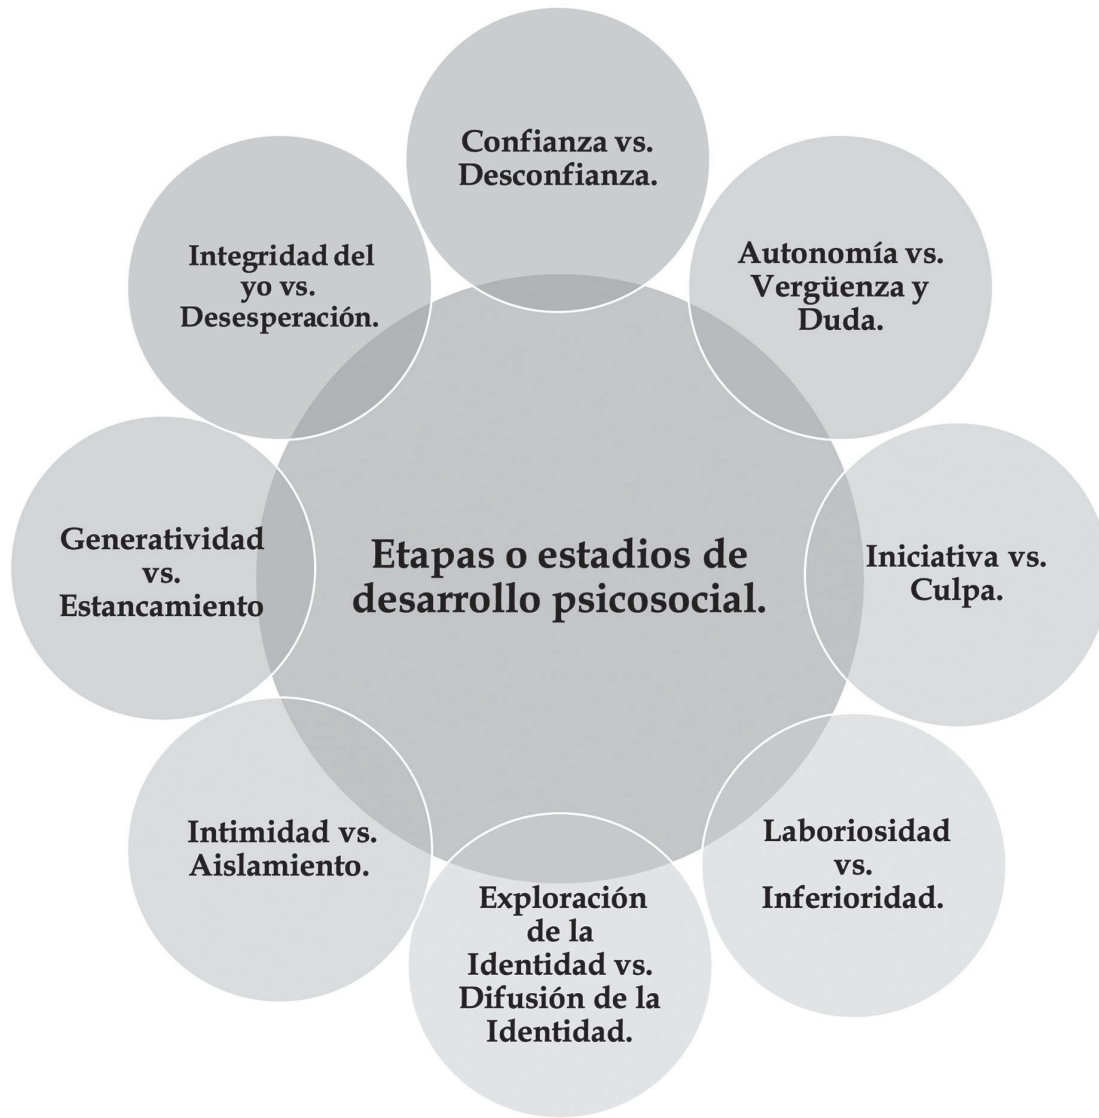 Confianza vs.
Desconfianza.
Autonomía vs.
Vergüenza y
Duda.
Iniciativa vs.
Culpa.
Laboriosidad
vs.
Inferioridad.
Exploración
de la
Identidad vs.
Difusión de la
Identidad.
Intimidad vs.
Aislamiento.
Generatividad
vs.
Estancamiento
Integridad del
yo vs.
Desesperación.
Etapas o estadios de
desarrollo psicosocial.